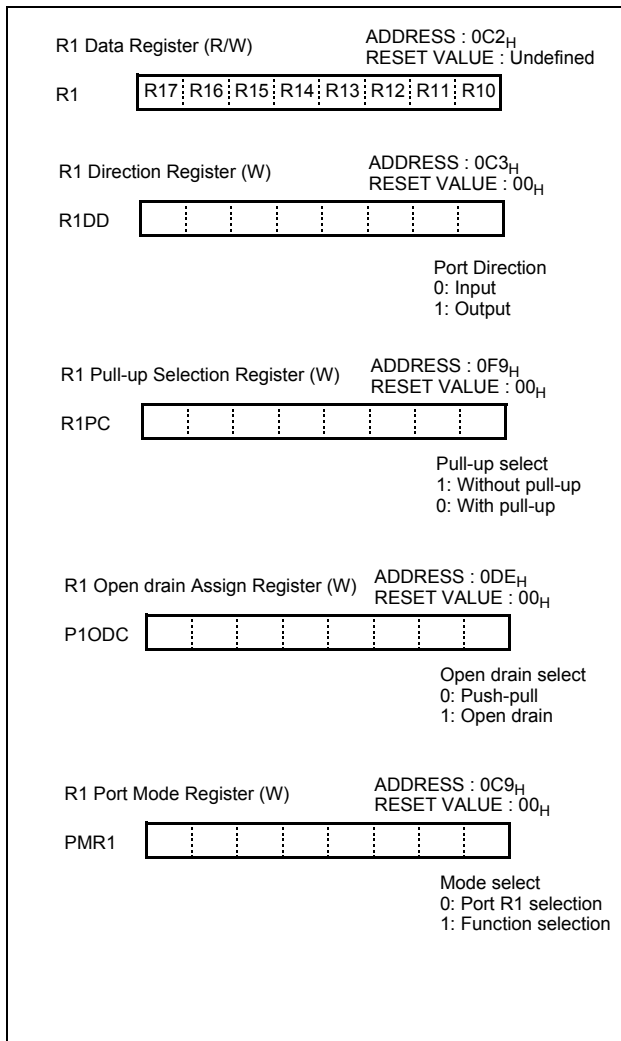 R1 Data Register (R/W) ADDRESS : 0C2H
RESET VALUE : Undefined
R1 R17 R16 R15 R14 R13 R12 R11 R10
R1 Direction Register (W) ADDRESS : 0C3H
RESET VALUE : 00H
R1DD
Port Direction
0: Input
1: Output
R1 Pull-up Selection Register (W) ADDRESS : 0F9H
RESET VALUE : 00H
R1PC
Pull-up select
1: Without pull-up
0: With pull-up
R1 Open drain Assign Register (W) ADDRESS : 0DEH
RESET VALUE : 00H
P1ODC
Open drain select
0: Push-pull
1: Open drain
R1 Port Mode Register (W) ADDRESS : 0C9H
RESET VALUE : 00H
PMR1
Mode select
0: Port R1 selection
1: Function selection